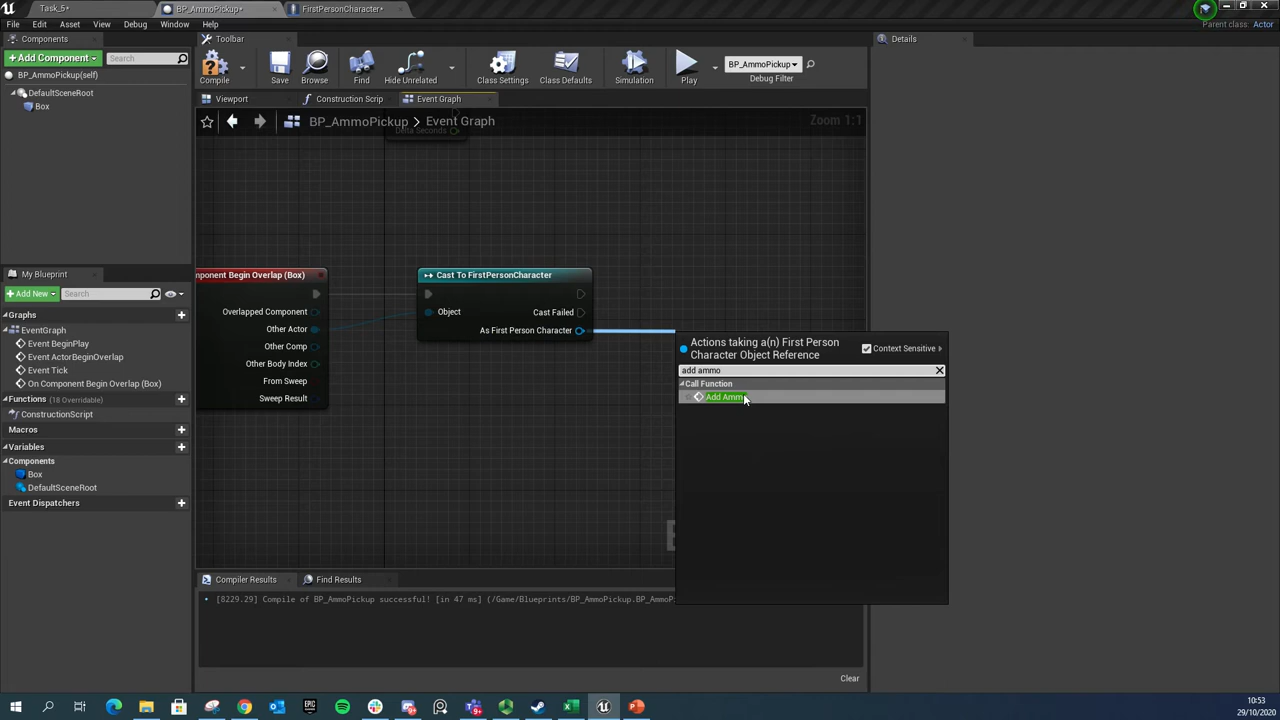 Task_5*
BP_AmmoPickup*
FirstPersonCharacter*
Parent class: Actor
File Edit Asset View Debug Window Help
Components
Toolbar
Details
Add Component
Search
Compile
Save
Browse
Find
Hide Unrelated
Class Settings
Class Defaults
Simulation
Play
BP_AmmoPickup
Debug Filter
BP_AmmoPickup(self)
DefaultSceneRoot
Box
Viewport
Construction Scrip
Event Graph
BP_AmmoPickup > Event Graph
Zoom 1:1
Delta Seconds
mponent Begin Overlap (Box)
Overlapped Component
Other Actor
Other Comp
Other Body Index
From Sweep
Sweep Result
Cast To FirstPersonCharacter
Object
Cast Failed
As First Person Character
Actions taking a(n) First Person
Character Object Reference
Context Sensitive
add ammo
Call Function
Add Amm
My Blueprint
Add New
Search
Graphs
EventGraph
Event BeginPlay
Event ActorBeginOverlap
Event Tick
On Component Begin Overlap (Box)
Functions (18 Overridable)
ConstructionScript
Macros
Variables
Components
Box
DefaultSceneRoot
Event Dispatchers
Compiler Results
Find Results
[8229.29] Compile of BP_AmmoPickup successful! [in 47 ms] (/Game/Blueprints/BP_AmmoPickup.BP_AmmoP
Clear
10:53
29/10/2020